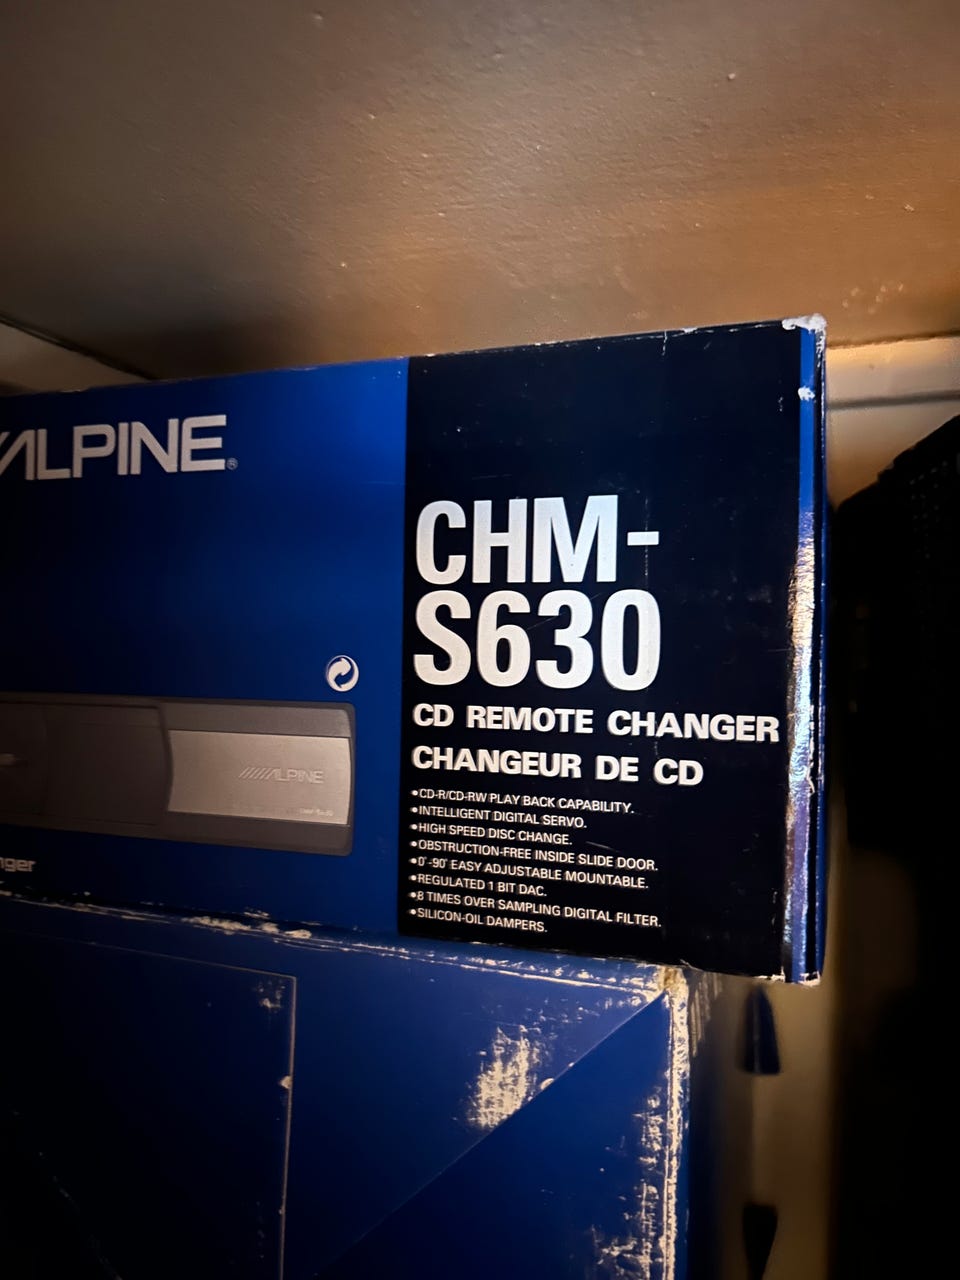 ALPINE®
CHM-
S630
CD REMOTE CHANGER
CHANGEUR DE CD
•CD-R/CD-RW PLAY BACK CAPABILITY.
•INTELLIGENT DIGITAL SERVO.
•HIGH SPEED DISC CHANGE.
•OBSTRUCTION-FREE INSIDE SLIDE DOOR.
•0°-90° EASY ADJUSTABLE MOUNTABLE.
•REGULATED 1 BIT DAC.
•8 TIMES OVER SAMPLING DIGITAL FILTER.
•SILICON-OIL DAMPERS.
ALPINE
nger